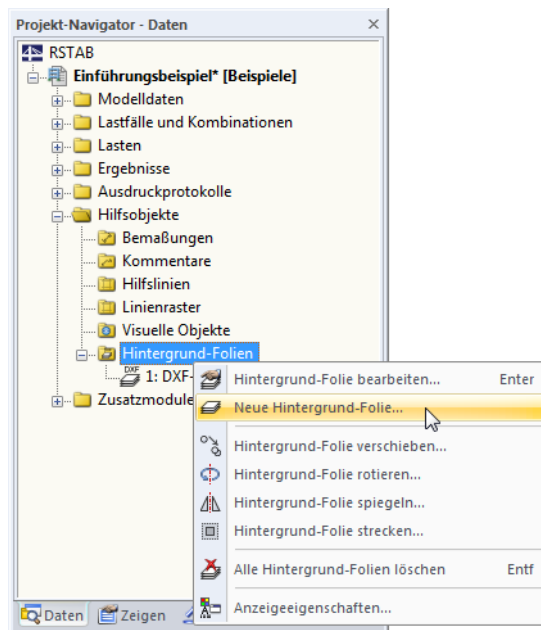 Projekt-Navigator - Daten
RSTAB
Einführungsbeispiel* [Beispiele]
Modelldaten
Lastfälle und Kombinationen
Lasten
Ergebnisse
Ausdruckprotokolle
Hilfsobjekte
Bemaßungen
Kommentare
Hilfslinien
Linienraster
Visuelle Objekte
Hintergrund-Folien
DXF 1: DXF-
Zusatzmodule
Hintergrund-Folie bearbeiten... Enter
Neue Hintergrund-Folie...
Hintergrund-Folie verschieben...
Hintergrund-Folie rotieren...
Hintergrund-Folie spiegeln...
Hintergrund-Folie strecken...
Alle Hintergrund-Folien löschen Entf
Anzeigeeigenschaften...
Daten Zeigen